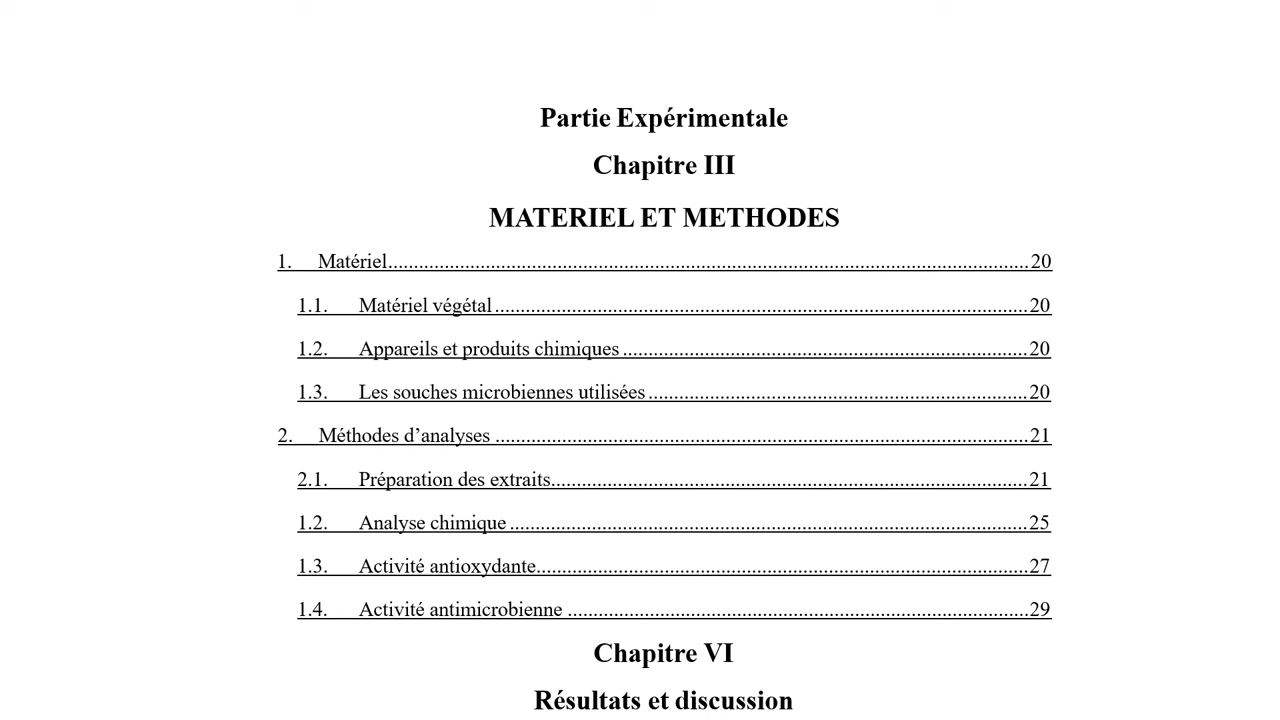 Partie Expérimentale
Chapitre III
MATERIEL ET METHODES
1. Matériel................................................................................................................................20
1.1. Matériel végétal...........................................................................................................20
1.2. Appareils et produits chimiques..................................................................................20
1.3. Les souches microbiennes utilisées.............................................................................20
2. Méthodes d’analyses...........................................................................................................21
2.1. Préparation des extraits................................................................................................21
1.2. Analyse chimique........................................................................................................25
1.3. Activité antioxydante...................................................................................................27
1.4. Activité antimicrobienne.............................................................................................29
Chapitre VI
Résultats et discussion